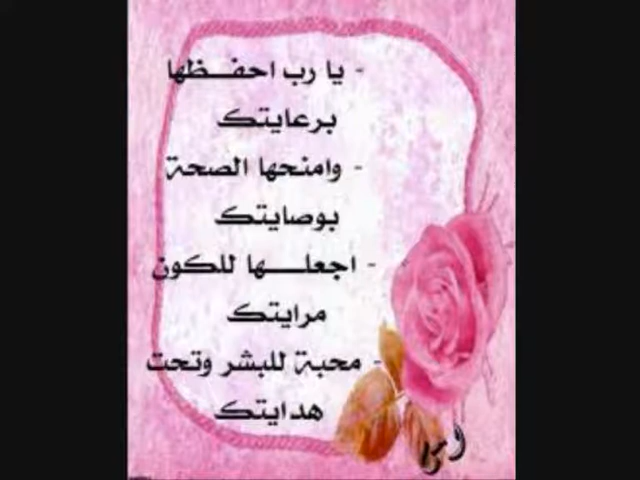 - يا رب احفظها
برعايتك
- وامنحها الصحة
بوصايتك
- اجعلها للكون
مرايتك
- محبة للبشر وتحت
هدايتك